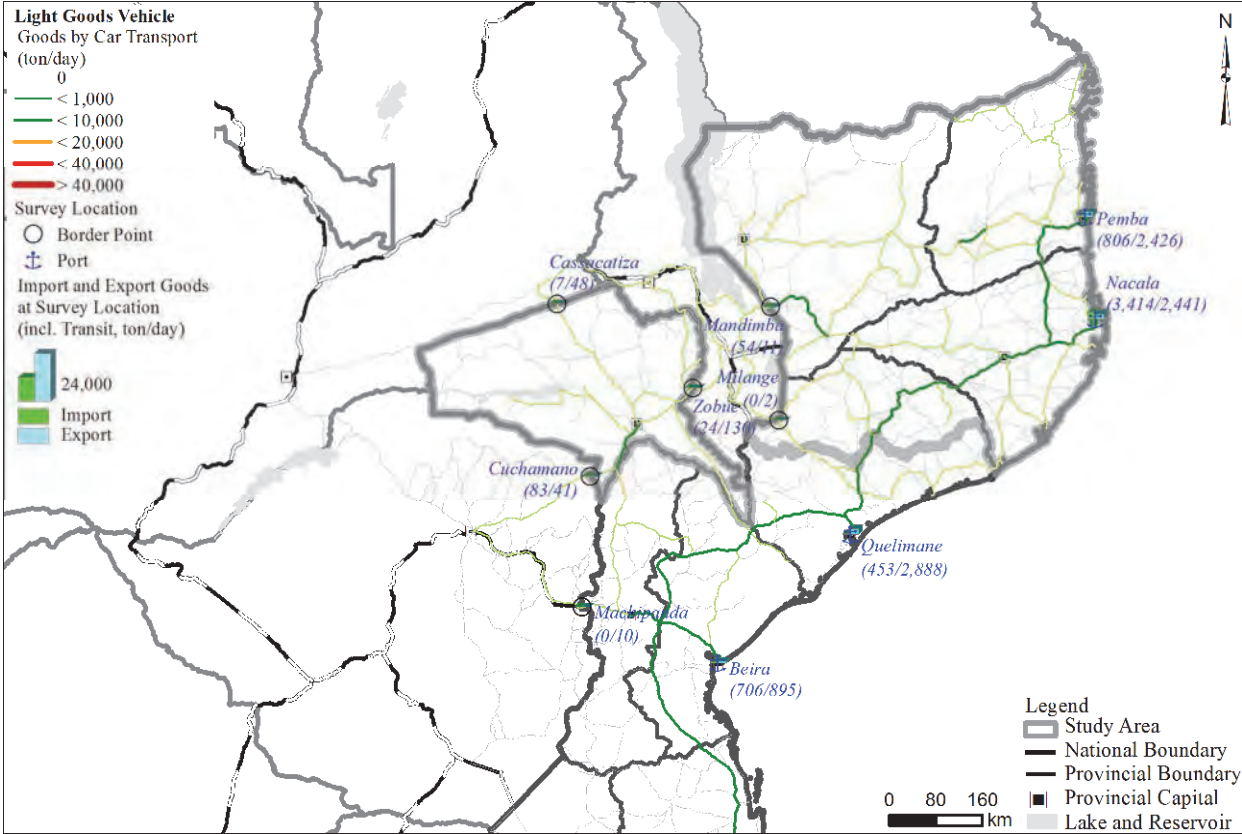 Light Goods Vehicle
Goods by Car Transport
(ton/day)
0
< 1,000
< 10,000
< 20,000
< 40,000
> 40,000
Survey Location
Border Point
Port
Import and Export Goods
at Survey Location
(incl. Transit, ton/day)
24,000
Import
Export
N
Pemba
(806/2,426)
Cassacatiza
(7/48)
Nacala
(3,414/2,441)
Mandimba
(54/11)
Milange
(0/2)
Zobue
(24/130)
Cuchamano
(83/41)
Quelimane
(453/2,888)
Machipanda
(0/10)
Beira
(706/895)
Legend
Study Area
National Boundary
Provincial Boundary
Provincial Capital
Lake and Reservoir
0 80 160
km